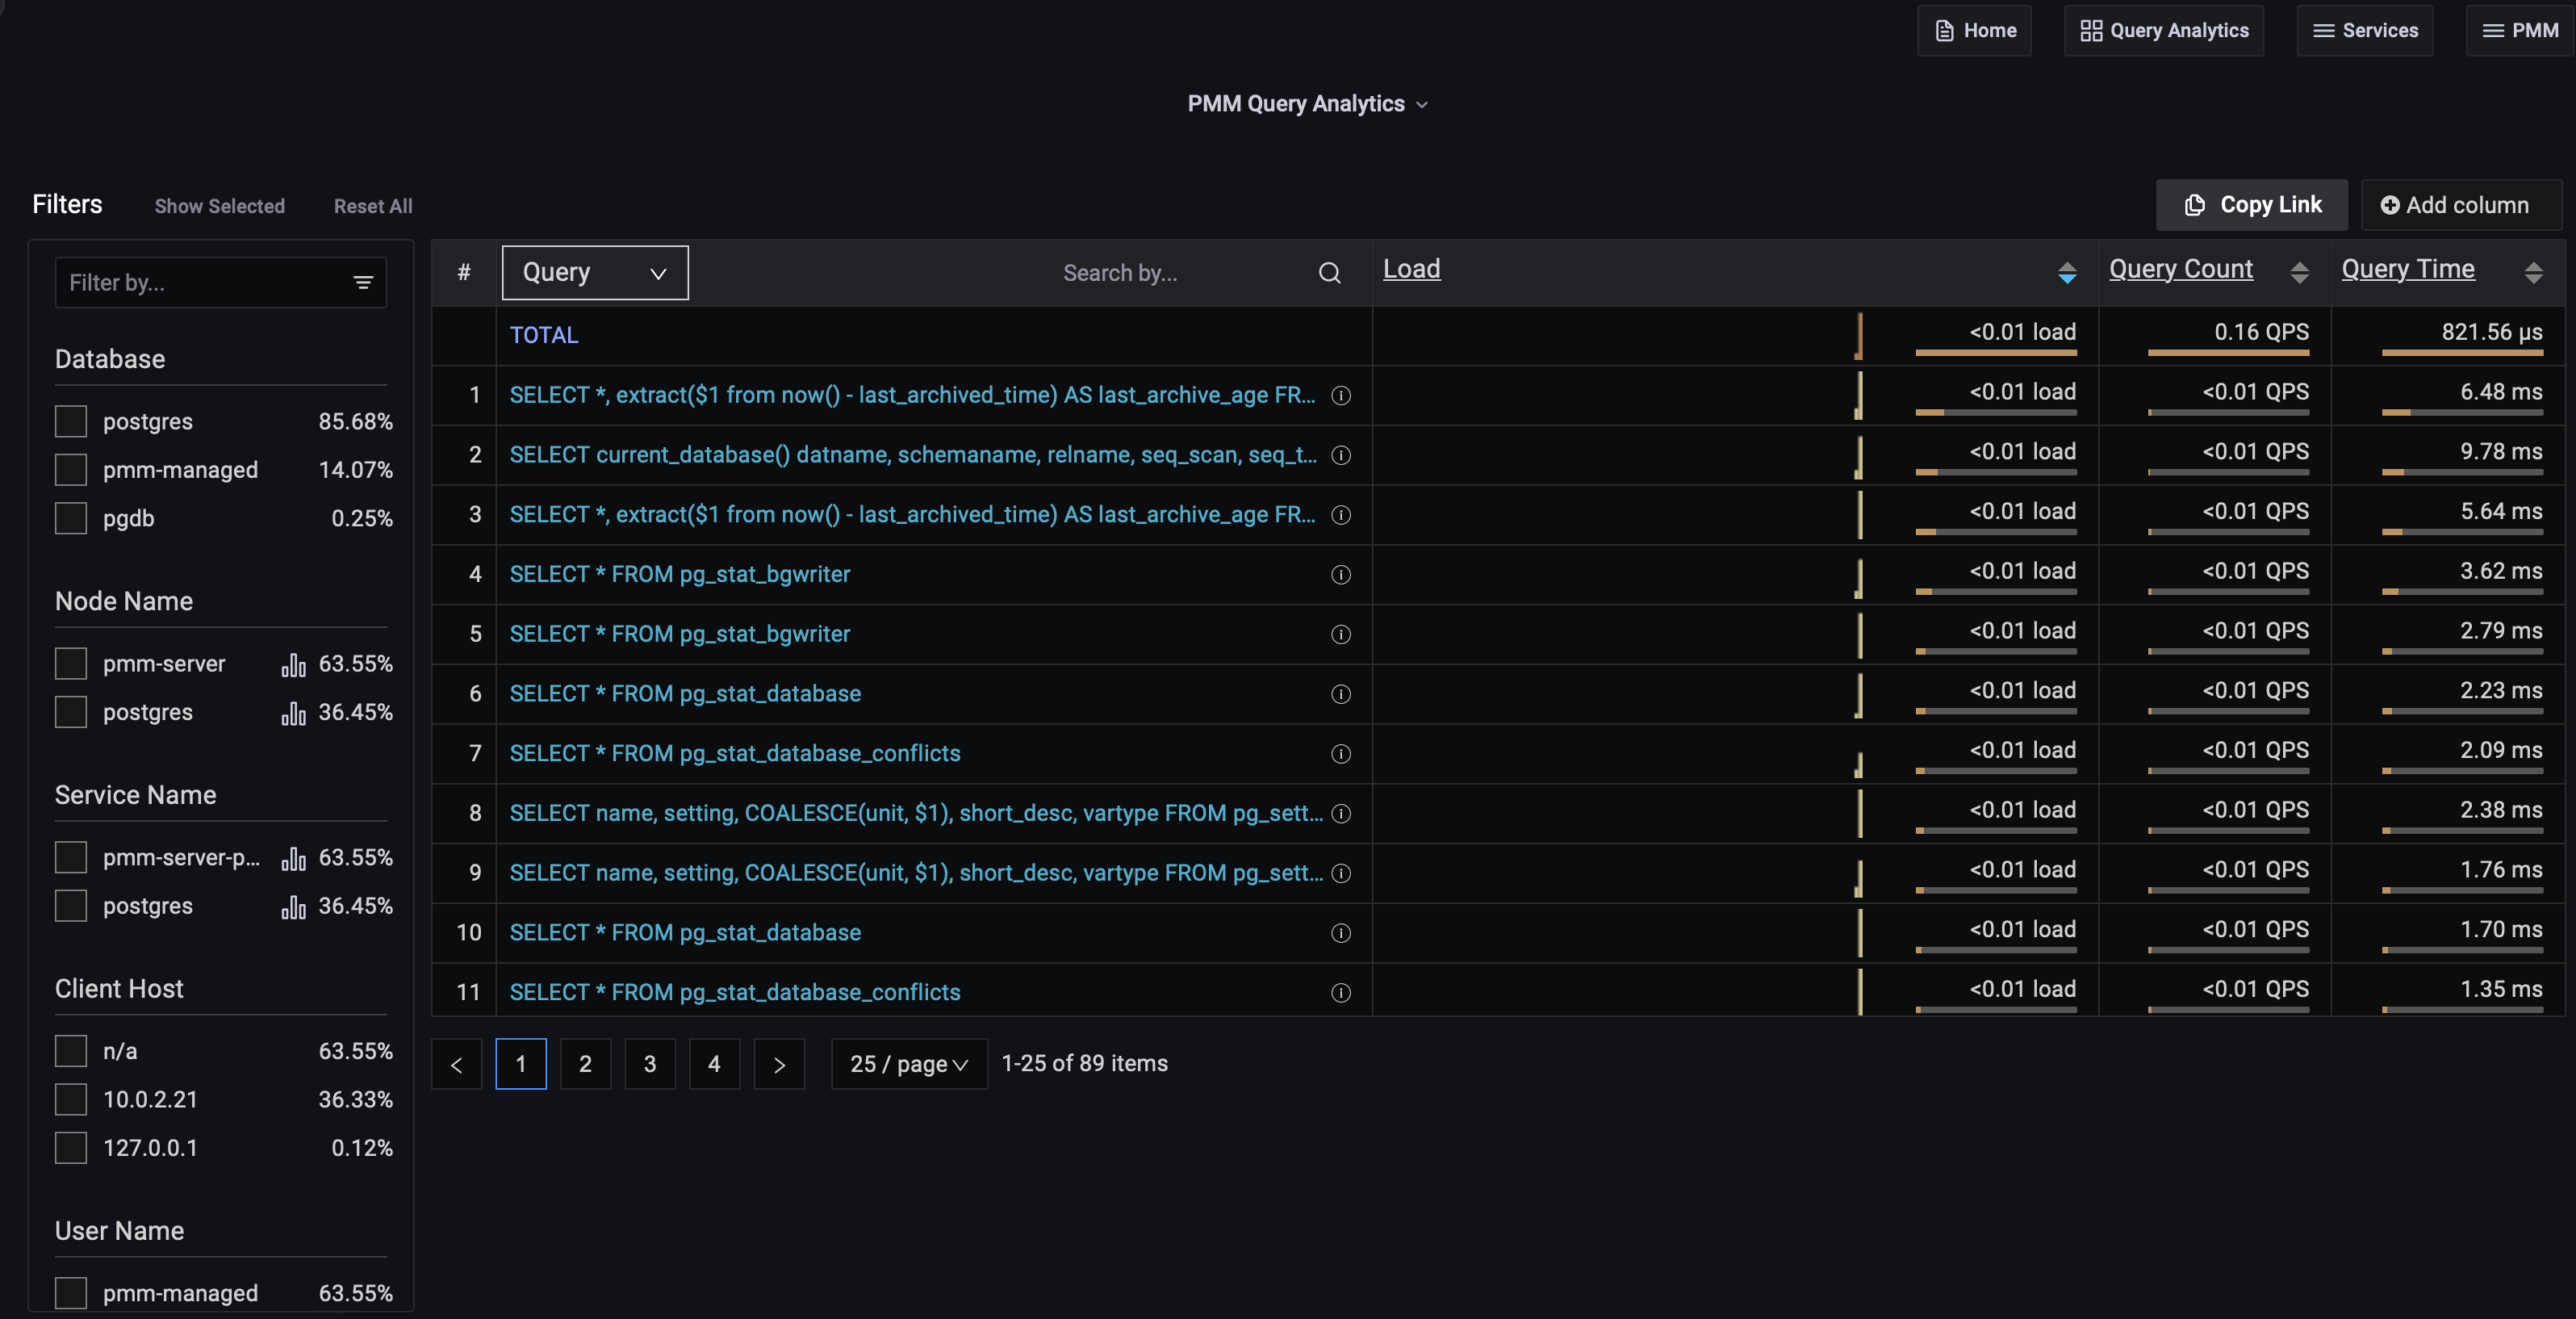 Home
Query Analytics
Services
PMM
PMM Query Analytics
Filters
Show Selected
Reset All
Copy Link
Add column
Filter by...
Database
postgres 85.68%
pmm-managed 14.07%
pgdb 0.25%
Node Name
pmm-server 63.55%
postgres 36.45%
Service Name
pmm-server-p... 63.55%
postgres 36.45%
Client Host
n/a 63.55%
10.0.2.21 36.33%
127.0.0.1 0.12%
User Name
pmm-managed 63.55%
# Query Search by... Load Query Count Query Time
TOTAL <0.01 load 0.16 QPS 821.56 µs
1 SELECT *, extract($1 from now() - last_archived_time) AS last_archive_age FR... <0.01 load <0.01 QPS 6.48 ms
2 SELECT current_database() datname, schemaname, relname, seq_scan, seq_t... <0.01 load <0.01 QPS 9.78 ms
3 SELECT *, extract($1 from now() - last_archived_time) AS last_archive_age FR... <0.01 load <0.01 QPS 5.64 ms
4 SELECT * FROM pg_stat_bgwriter <0.01 load <0.01 QPS 3.62 ms
5 SELECT * FROM pg_stat_bgwriter <0.01 load <0.01 QPS 2.79 ms
6 SELECT * FROM pg_stat_database <0.01 load <0.01 QPS 2.23 ms
7 SELECT * FROM pg_stat_database_conflicts <0.01 load <0.01 QPS 2.09 ms
8 SELECT name, setting, COALESCE(unit, $1), short_desc, vartype FROM pg_sett... <0.01 load <0.01 QPS 2.38 ms
9 SELECT name, setting, COALESCE(unit, $1), short_desc, vartype FROM pg_sett... <0.01 load <0.01 QPS 1.76 ms
10 SELECT * FROM pg_stat_database <0.01 load <0.01 QPS 1.70 ms
11 SELECT * FROM pg_stat_database_conflicts <0.01 load <0.01 QPS 1.35 ms
< 1 2 3 4 > 25 / page 1-25 of 89 items